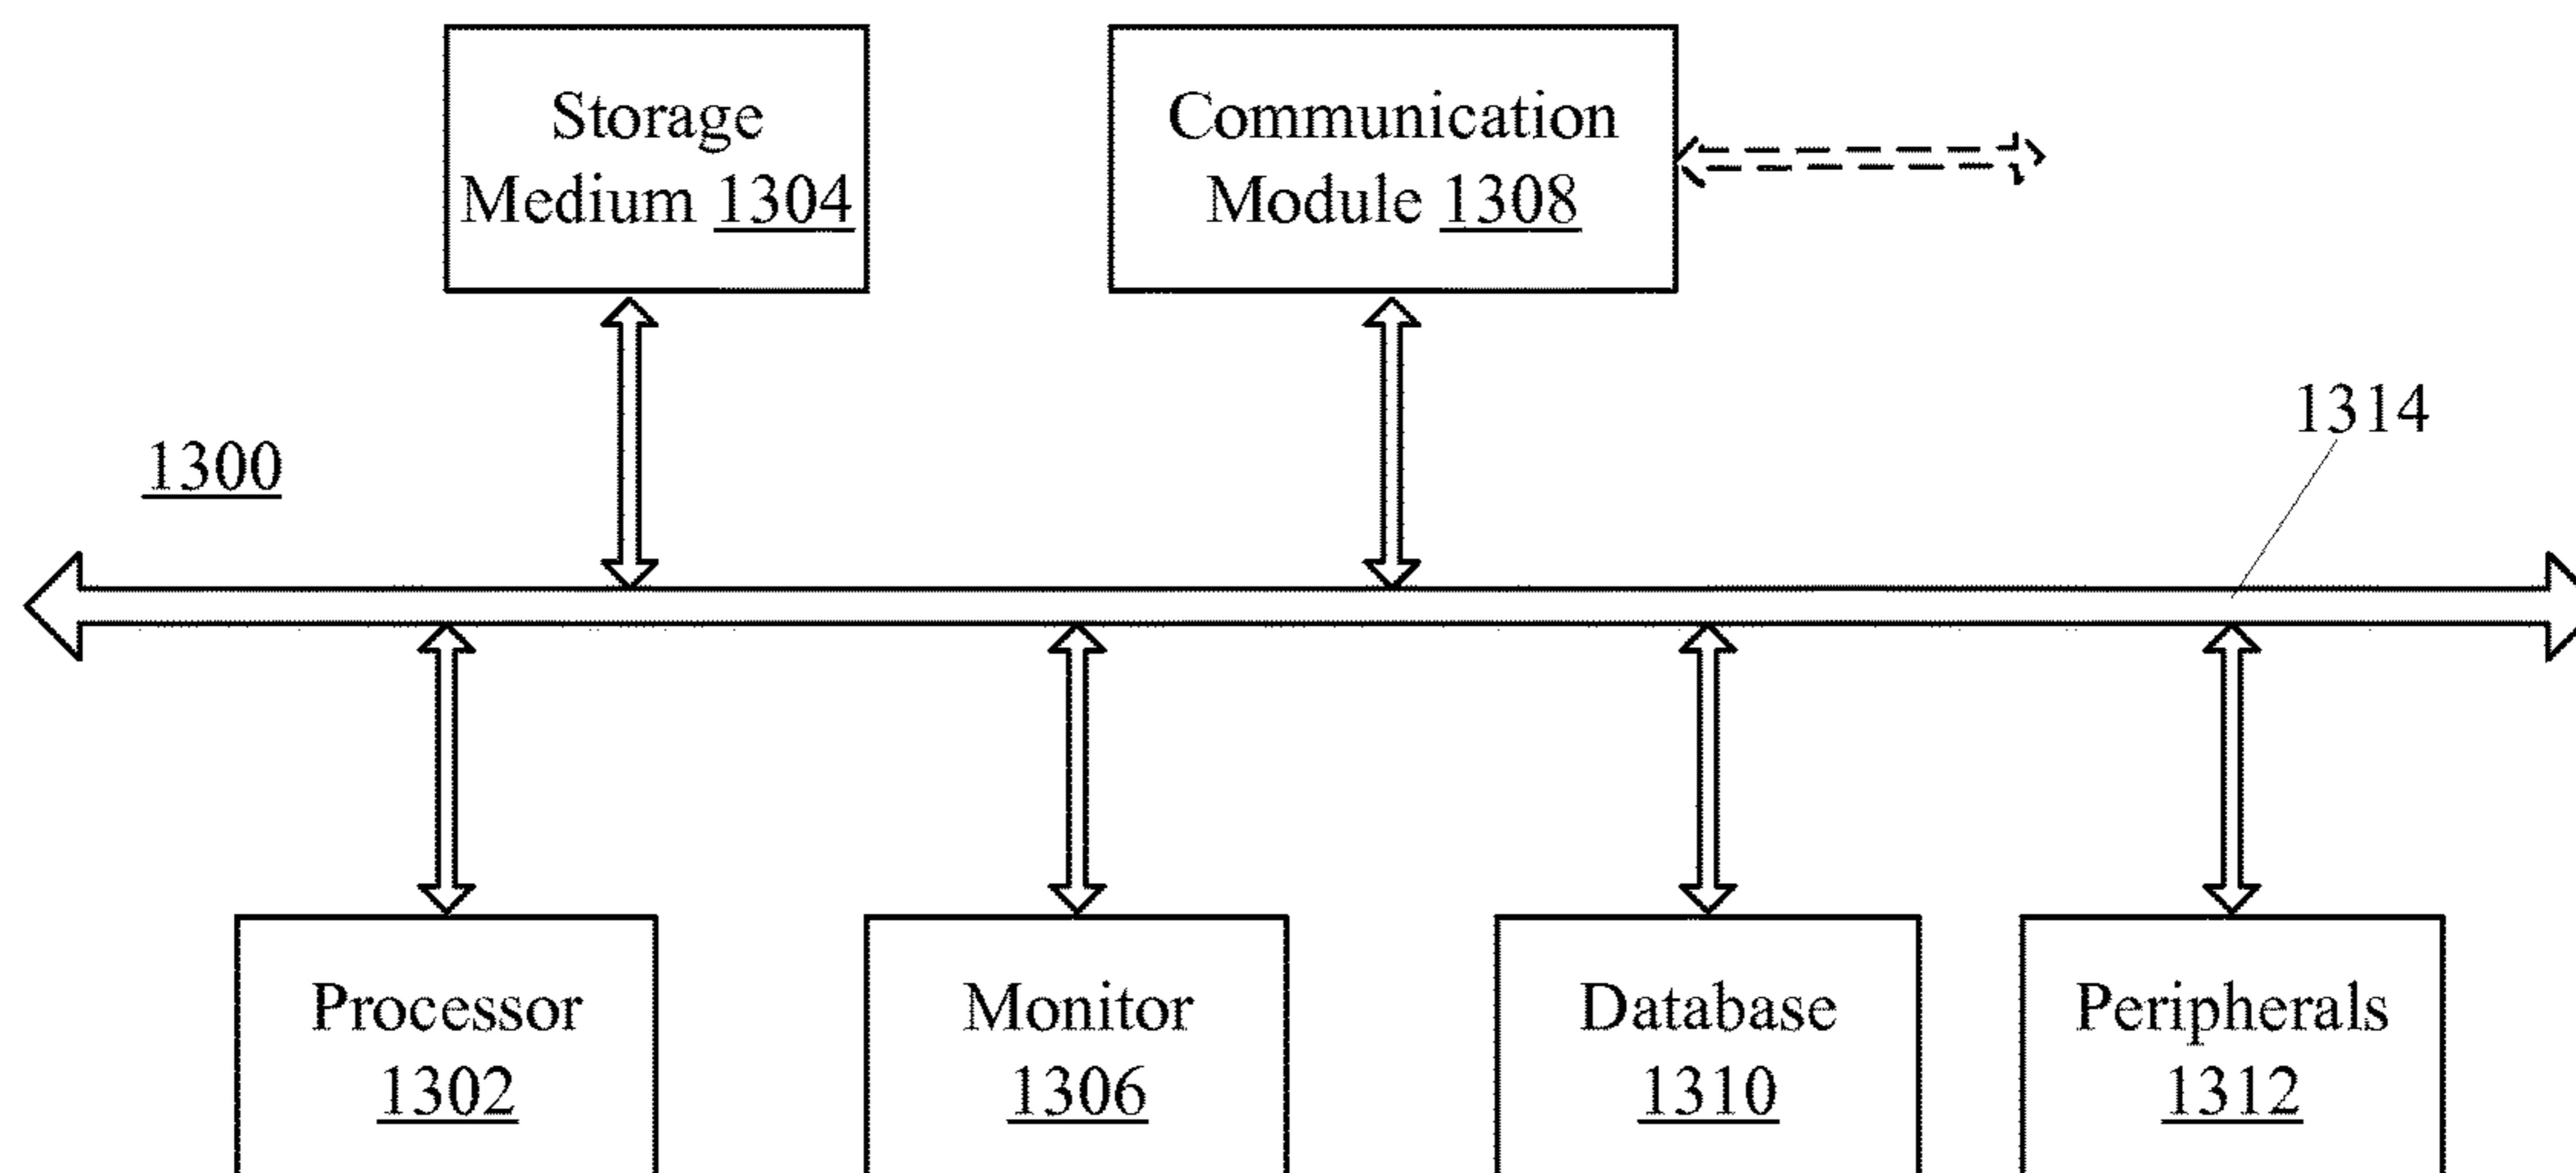 Storage
Medium 1304
Communication
Module 1308
1314
1300
Processor
1302
Monitor
1306
Database
1310
Peripherals
1312